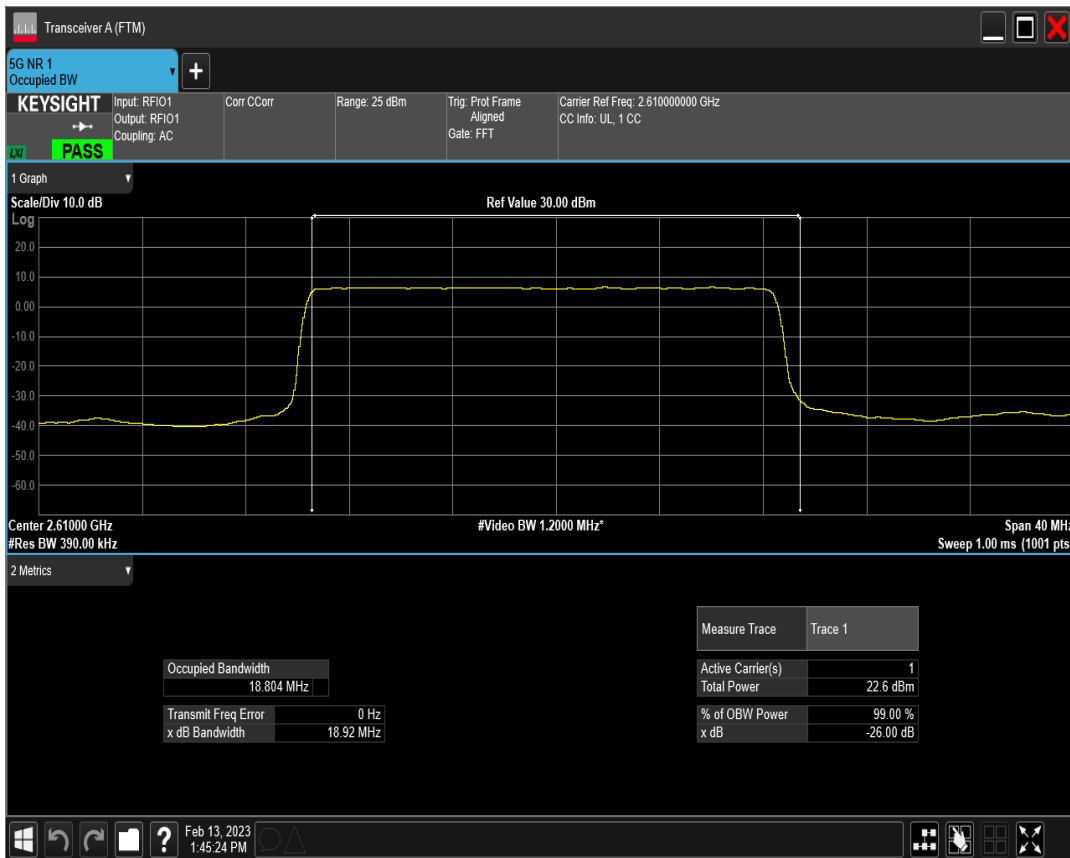 Transceiver A (FTM)
5G NR 1
Occupied BW
+
KEYSIGHT
LXI
PASS
Input: RFIO1
Output: RFIO1
Coupling: AC
Corr CCorr
Range: 25 dBm
Trig: Prot Frame
Aligned
Gate: FFT
Carrier Ref Freq: 2.610000000 GHz
CC Info: UL, 1 CC
1 Graph
Scale/Div 10.0 dB
Ref Value 30.00 dBm
Log
20.0
10.0
0.00
-10.0
-20.0
-30.0
-40.0
-50.0
-60.0
Center 2.61000 GHz
#Video BW 1.2000 MHz*
Span 40 MHz
#Res BW 390.00 kHz
Sweep 1.00 ms (1001 pts
2 Metrics
Measure Trace Trace 1
Occupied Bandwidth
18.804 MHz
Active Carrier(s) 1
Total Power 22.6 dBm
Transmit Freq Error 0 Hz
x dB Bandwidth 18.92 MHz
% of OBW Power 99.00 %
x dB -26.00 dB
?
Feb 13, 2023
1:45:24 PM